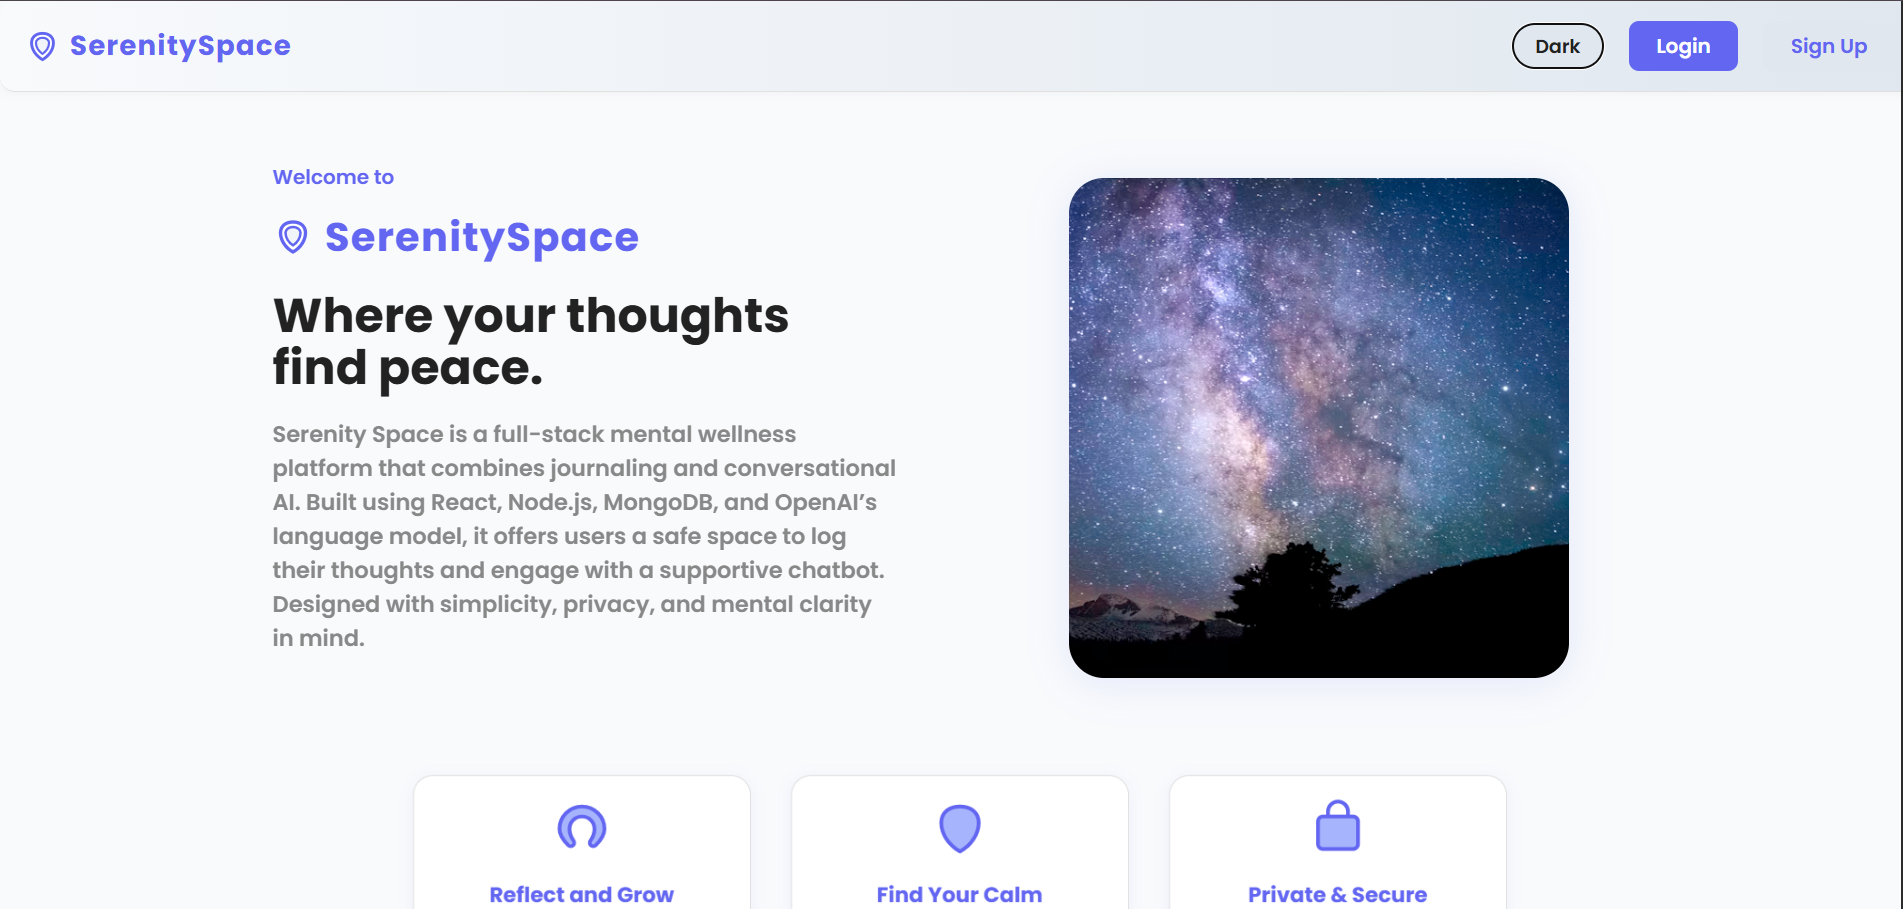 SerenitySpace
Dark
Login
Sign Up
Welcome to
SerenitySpace
Where your thoughts
find peace.
Serenity Space is a full-stack mental wellness
platform that combines journaling and conversational
AI. Built using React, Node.js, MongoDB, and OpenAI’s
language model, it offers users a safe space to log
their thoughts and engage with a supportive chatbot.
Designed with simplicity, privacy, and mental clarity
in mind.
Reflect and Grow
Find Your Calm
Private & Secure